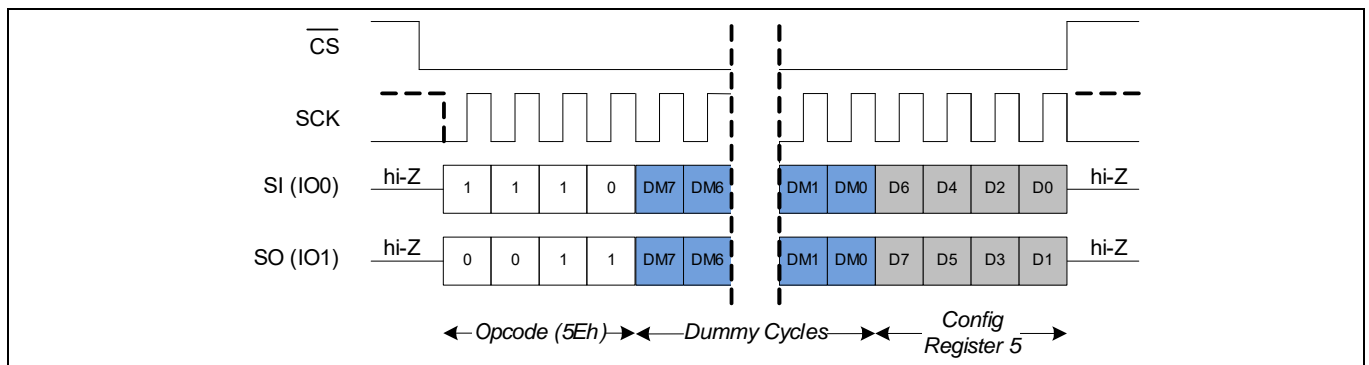 CS
SCK
SI (IO0) hi-Z 1 1 1 0 DM7 DM6 DM1 DM0 D6 D4 D2 D0 hi-Z
SO (IO1) hi-Z 0 0 1 1 DM7 DM6 DM1 DM0 D7 D5 D3 D1 hi-Z
Opcode (5Eh) Dummy Cycles Config
Register 5